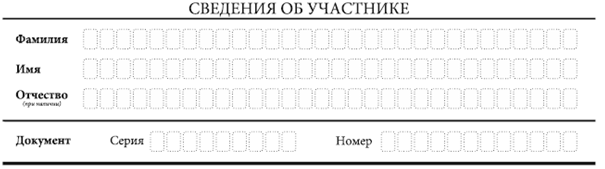 СВЕДЕНИЯ ОБ УЧАСТНИКЕ
Фамилия
Имя
Отчество
(при наличии)
Документ Серия Номер